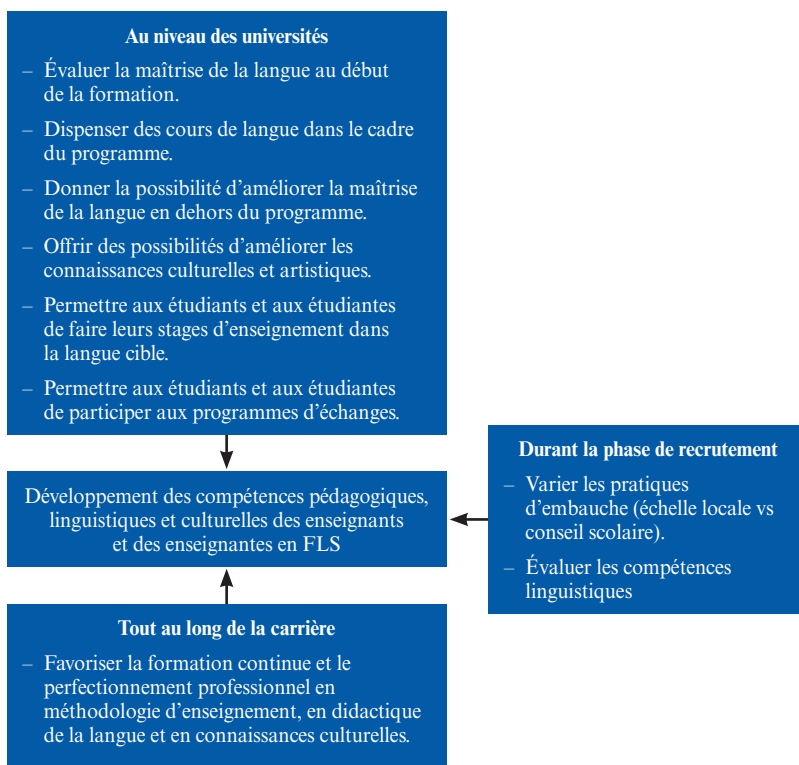 Au niveau des universités
– Évaluer la maîtrise de la langue au début
de la formation.
– Dispenser des cours de langue dans le cadre
du programme.
– Donner la possibilité d’améliorer la maîtrise
de la langue en dehors du programme.
– Offrir des possibilités d’améliorer les
connaissances culturelles et artistiques.
– Permettre aux étudiants et aux étudiantes
de faire leurs stages d’enseignement dans
la langue cible.
– Permettre aux étudiants et aux étudiantes
de participer aux programmes d’échanges.
Développement des compétences pédagogiques,
linguistiques et culturelles des enseignants
et des enseignantes en FLS
Durant la phase de recrutement
– Varier les pratiques
d’embauche (échelle locale vs
conseil scolaire).
– Évaluer les compétences
linguistiques
Tout au long de la carrière
– Favoriser la formation continue et le
perfectionnement professionnel en
méthodologie d’enseignement, en didactique
de la langue et en connaissances culturelles.